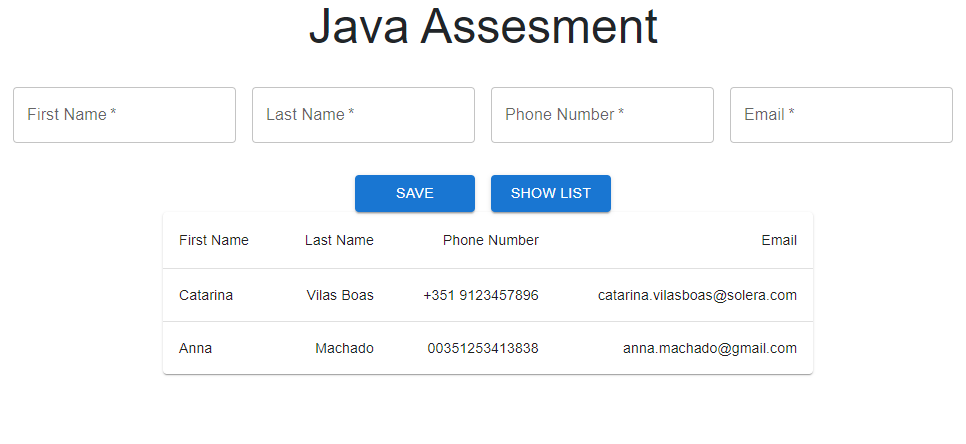 Java Assesment
First Name * Last Name * Phone Number * Email *
SAVE SHOW LIST
First Name Last Name Phone Number Email
Catarina Vilas Boas +351 9123457896 catarina.vilasboas@solera.com
Anna Machado 00351253413838 anna.machado@gmail.com